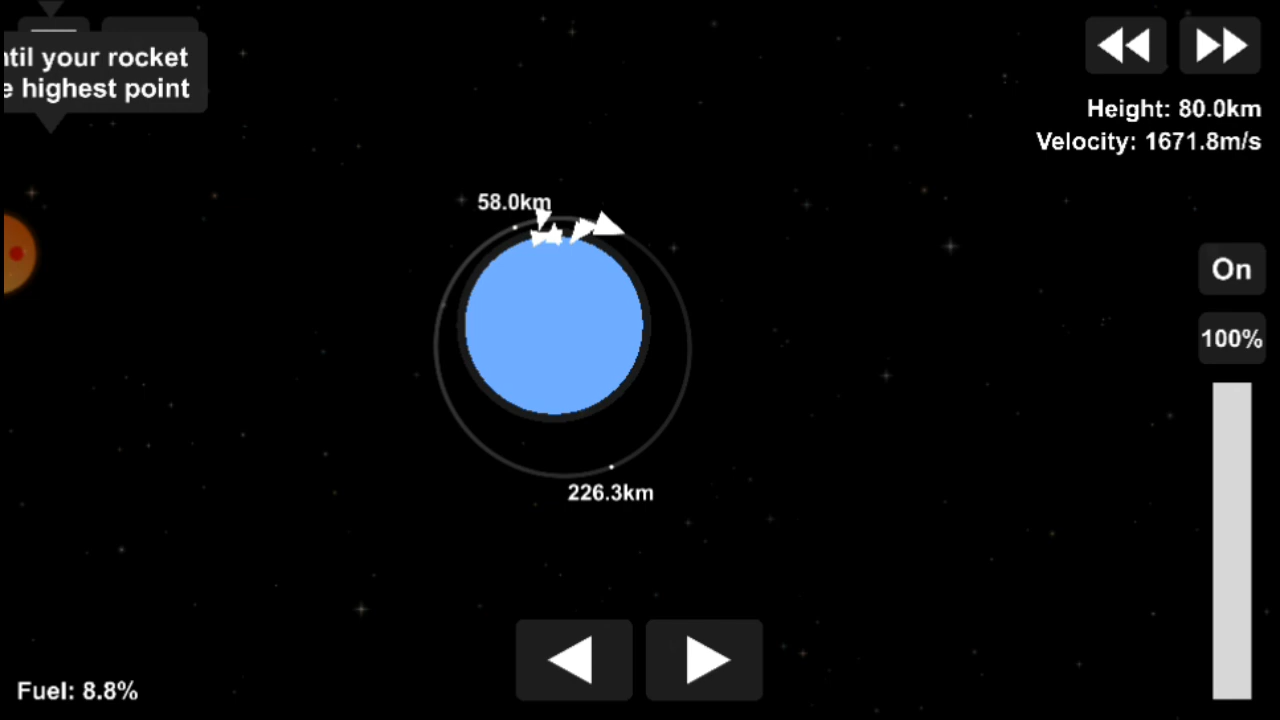 ntil your rocket
e highest point
Height: 80.0km
Velocity: 1671.8m/s
58.0km
On
100%
226.3km
Fuel: 8.8%